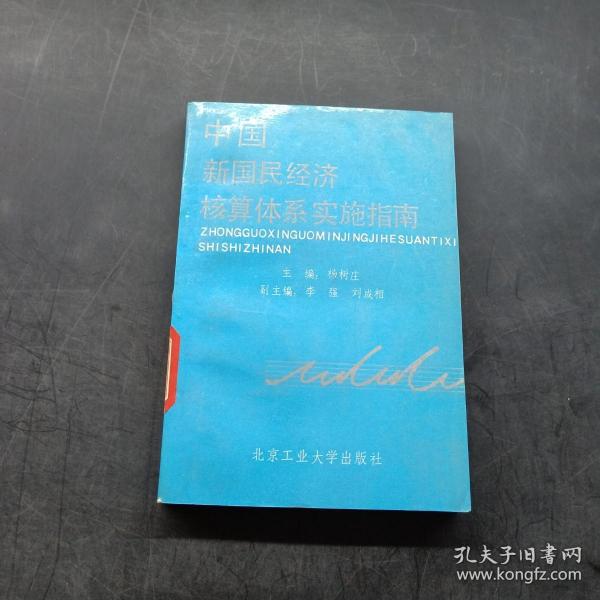 中国
新国民经济
核算体系实施指南
ZHONGGUOXINGUOMINJINGJIHESUANTIXI
SHISHIZHINAN
主 编：杨树庄
副主编：李 强 刘成相
北京工业大学出版社
孔夫子旧書网
www.kongfz.com